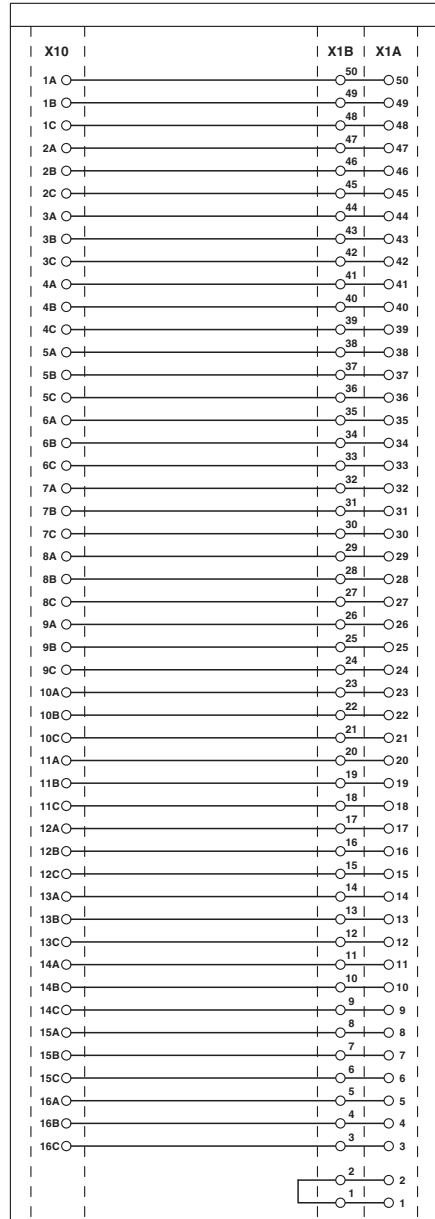 X10 X1B X1A
1A 50 50
1B 49 49
1C 48 48
2A 47 47
2B 46 46
2C 45 45
3A 44 44
3B 43 43
3C 42 42
4A 41 41
4B 40 40
4C 39 39
5A 38 38
5B 37 37
5C 36 36
6A 35 35
6B 34 34
6C 33 33
7A 32 32
7B 31 31
7C 30 30
8A 29 29
8B 28 28
8C 27 27
9A 26 26
9B 25 25
9C 24 24
10A 23 23
10B 22 22
10C 21 21
11A 20 20
11B 19 19
11C 18 18
12A 17 17
12B 16 16
12C 15 15
13A 14 14
13B 13 13
13C 12 12
14A 11 11
14B 10 10
14C 9 9
15A 8 8
15B 7 7
15C 6 6
16A 5 5
16B 4 4
16C 3 3
2 2
1 1